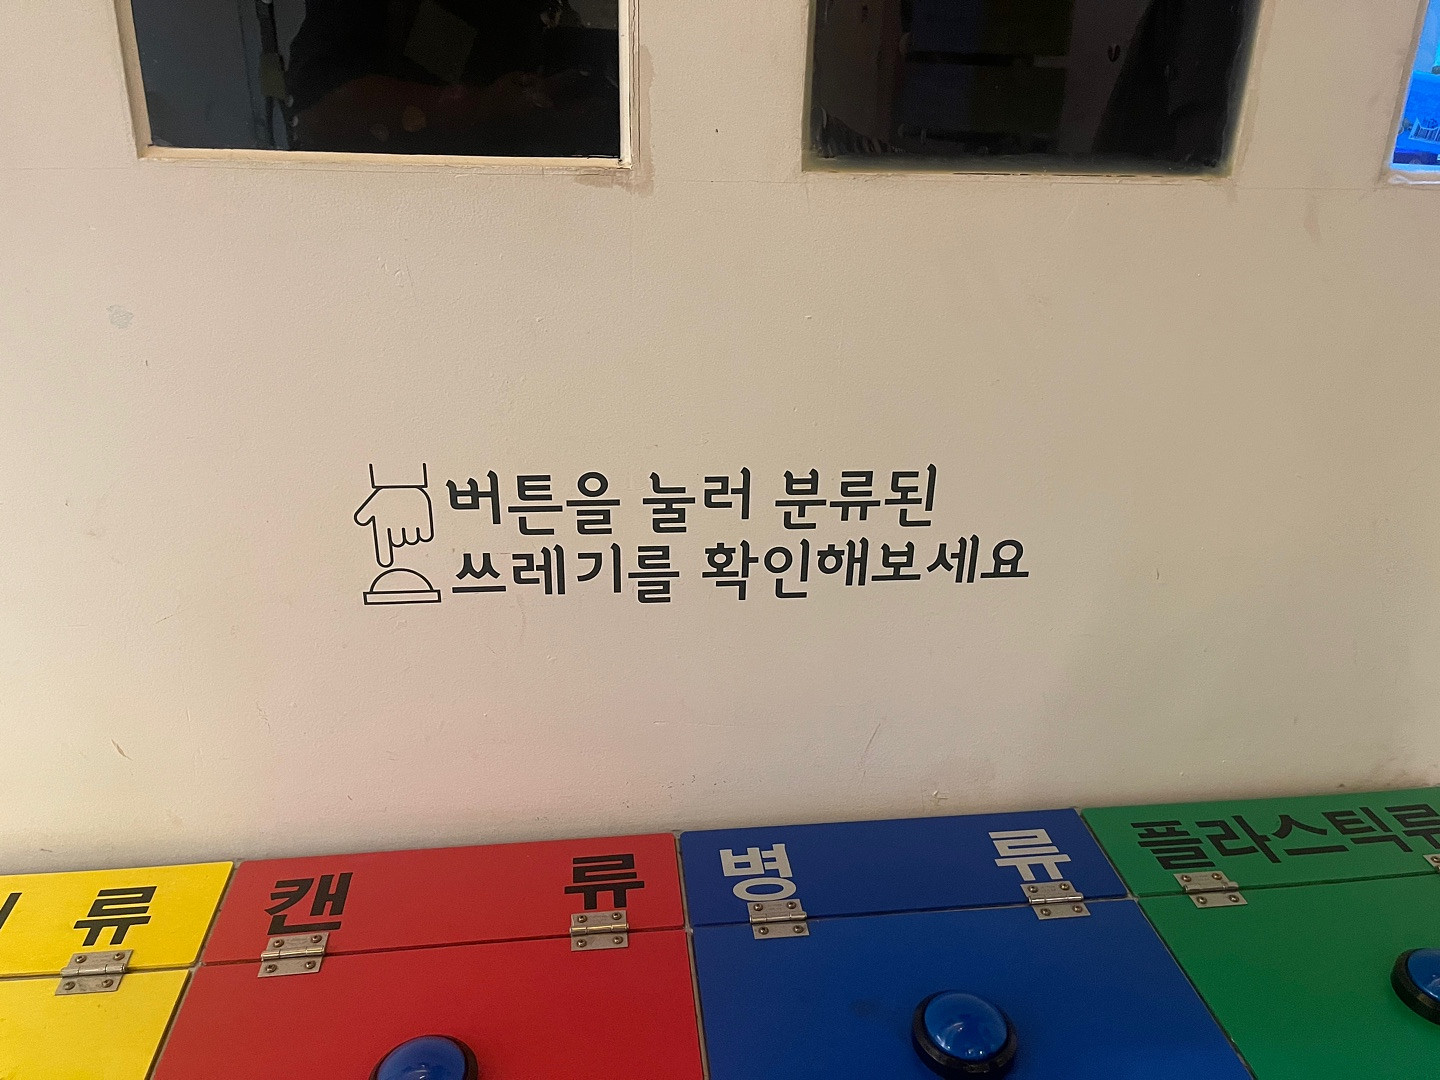 버튼을 눌러 분류된
쓰레기를 확인해보세요
류
캔 류
병 류
플라스틱류